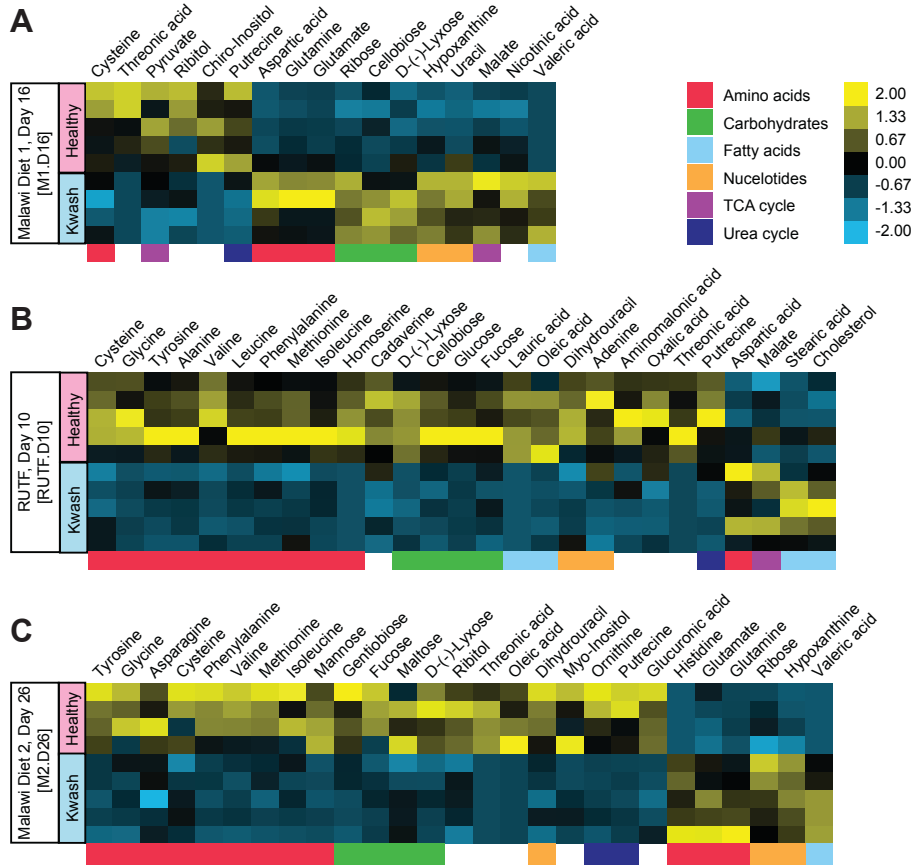 A
Cysteine
Threonic acid
Pyruvate
Ribitol
Chiro-Inositol
Putrecine
Aspartic acid
Glutamine
Glutamate
Ribose
Cellobiose
D-(-)-Lyxose
Hypoxanthine
Uracil
Malate
Nicotinic acid
Valeric acid
Malawi Diet 1, Day 16
[M1.D16]
Healthy
Kwash
Amino acids
Carbohydrates
Fatty acids
Nucelotides
TCA cycle
Urea cycle
2.00
1.33
0.67
0.00
-0.67
-1.33
-2.00
B
Cysteine
Glycine
Tyrosine
Alanine
Valine
Leucine
Phenylalanine
Methionine
Isoleucine
Homoserine
Cadaverine
D-(-)-Lyxose
Cellobiose
Glucose
Fucose
Lauric acid
Oleic acid
Dihydrouracil
Adenine
Aminomalonic acid
Oxalic acid
Threonic acid
Putrecine
Aspartic acid
Malate
Stearic acid
Cholesterol
RUTF, Day 10
[RUTF.D10]
Healthy
Kwash
C
Tyrosine
Glycine
Asparagine
Cysteine
Phenylalanine
Valine
Methionine
Isoleucine
Mannose
Gentiobiose
Fucose
Maltose
D-(-)-Lyxose
Ribitol
Threonic acid
Oleic acid
Dihydrouracil
Myo-Inositol
Ornithine
Putrecine
Glucuronic acid
Histidine
Glutamate
Glutamine
Ribose
Hypoxanthine
Valeric acid
Malawi Diet 2, Day 26
[M2.D26]
Healthy
Kwash